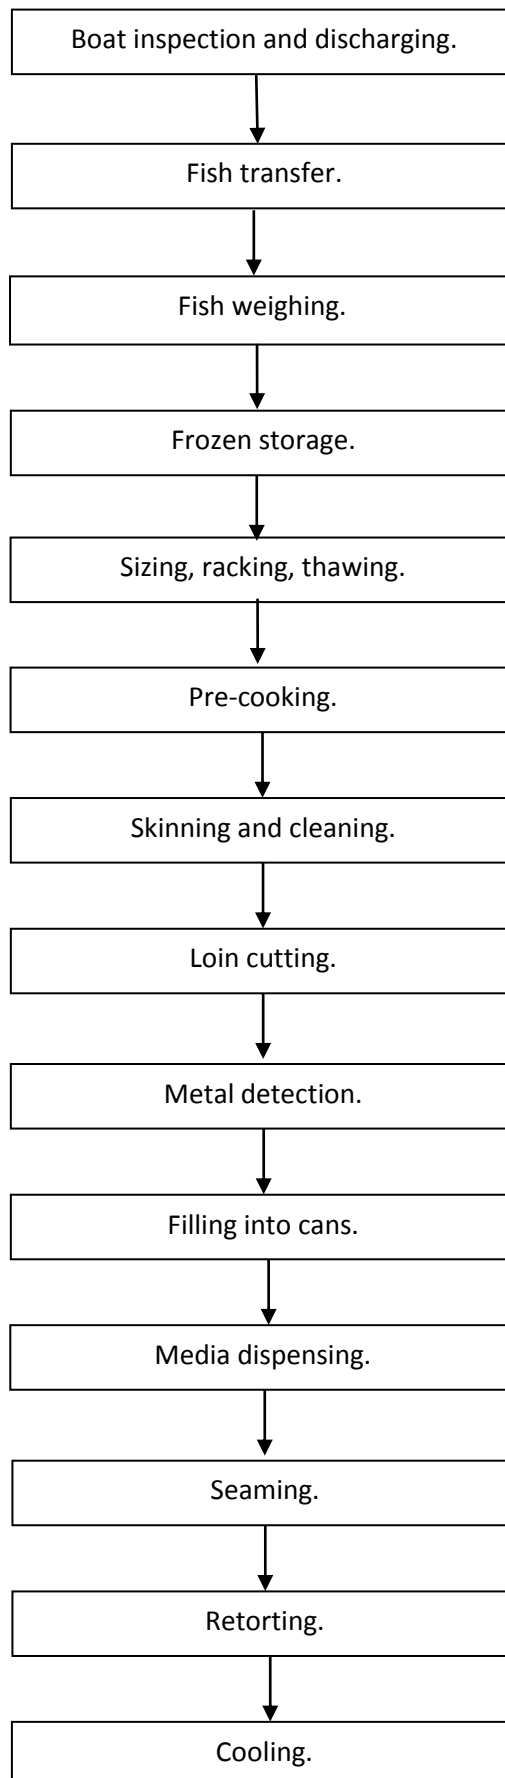 Boat inspection and discharging.
Fish transfer.
Fish weighing.
Frozen storage.
Sizing, racking, thawing.
Pre-cooking.
Skinning and cleaning.
Loin cutting.
Metal detection.
Filling into cans.
Media dispensing.
Seaming.
Retorting.
Cooling.